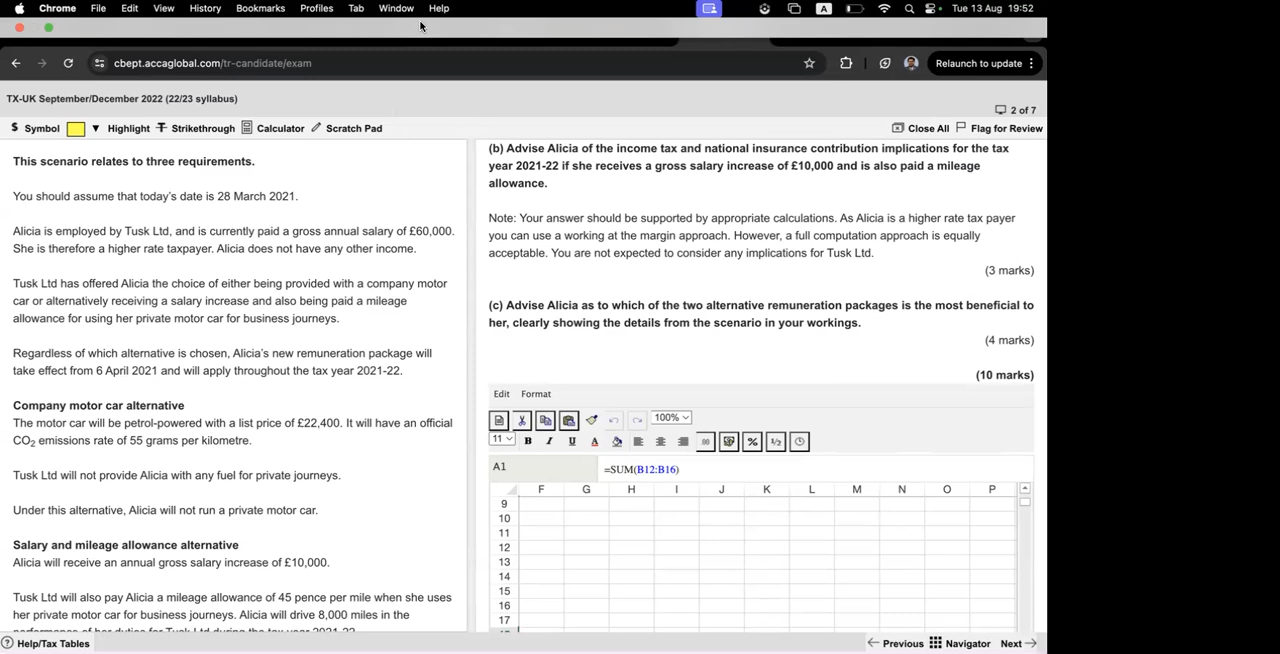 Chrome File Edit View History Bookmarks Profiles Tab Window Help A Tue 13 Aug 19:52
cbept.accaglobal.com/tr-candidate/exam Relaunch to update
TX-UK September/December 2022 (22/23 syllabus)
2 of 7
$ Symbol Highlight Strikethrough Calculator Scratch Pad Close All Flag for Review
This scenario relates to three requirements.
You should assume that today's date is 28 March 2021.
Alicia is employed by Tusk Ltd, and is currently paid a gross annual salary of £60,000.
She is therefore a higher rate taxpayer. Alicia does not have any other income.
Tusk Ltd has offered Alicia the choice of either being provided with a company motor
car or alternatively receiving a salary increase and also being paid a mileage
allowance for using her private motor car for business journeys.
Regardless of which alternative is chosen, Alicia's new remuneration package will
take effect from 6 April 2021 and will apply throughout the tax year 2021-22.
Company motor car alternative
The motor car will be petrol-powered with a list price of £22,400. It will have an official
CO2 emissions rate of 55 grams per kilometre.
Tusk Ltd will not provide Alicia with any fuel for private journeys.
Under this alternative, Alicia will not run a private motor car.
Salary and mileage allowance alternative
Alicia will receive an annual gross salary increase of £10,000.
Tusk Ltd will also pay Alicia a mileage allowance of 45 pence per mile when she uses
her private motor car for business journeys. Alicia will drive 8,000 miles in the
performance of her duties for Tusk Ltd during the tax year 2021-22
(b) Advise Alicia of the income tax and national insurance contribution implications for the tax
year 2021-22 if she receives a gross salary increase of £10,000 and is also paid a mileage
allowance.
Note: Your answer should be supported by appropriate calculations. As Alicia is a higher rate tax payer
you can use a working at the margin approach. However, a full computation approach is equally
acceptable. You are not expected to consider any implications for Tusk Ltd.
(3 marks)
(c) Advise Alicia as to which of the two alternative remuneration packages is the most beneficial to
her, clearly showing the details from the scenario in your workings.
(4 marks)
(10 marks)
Edit Format
100%
11 B I U A % 1/2
A1 =SUM(B12:B16)
F G H I J K L M N O P
9
10
11
12
13
14
15
16
17
Help/Tax Tables Previous Navigator Next